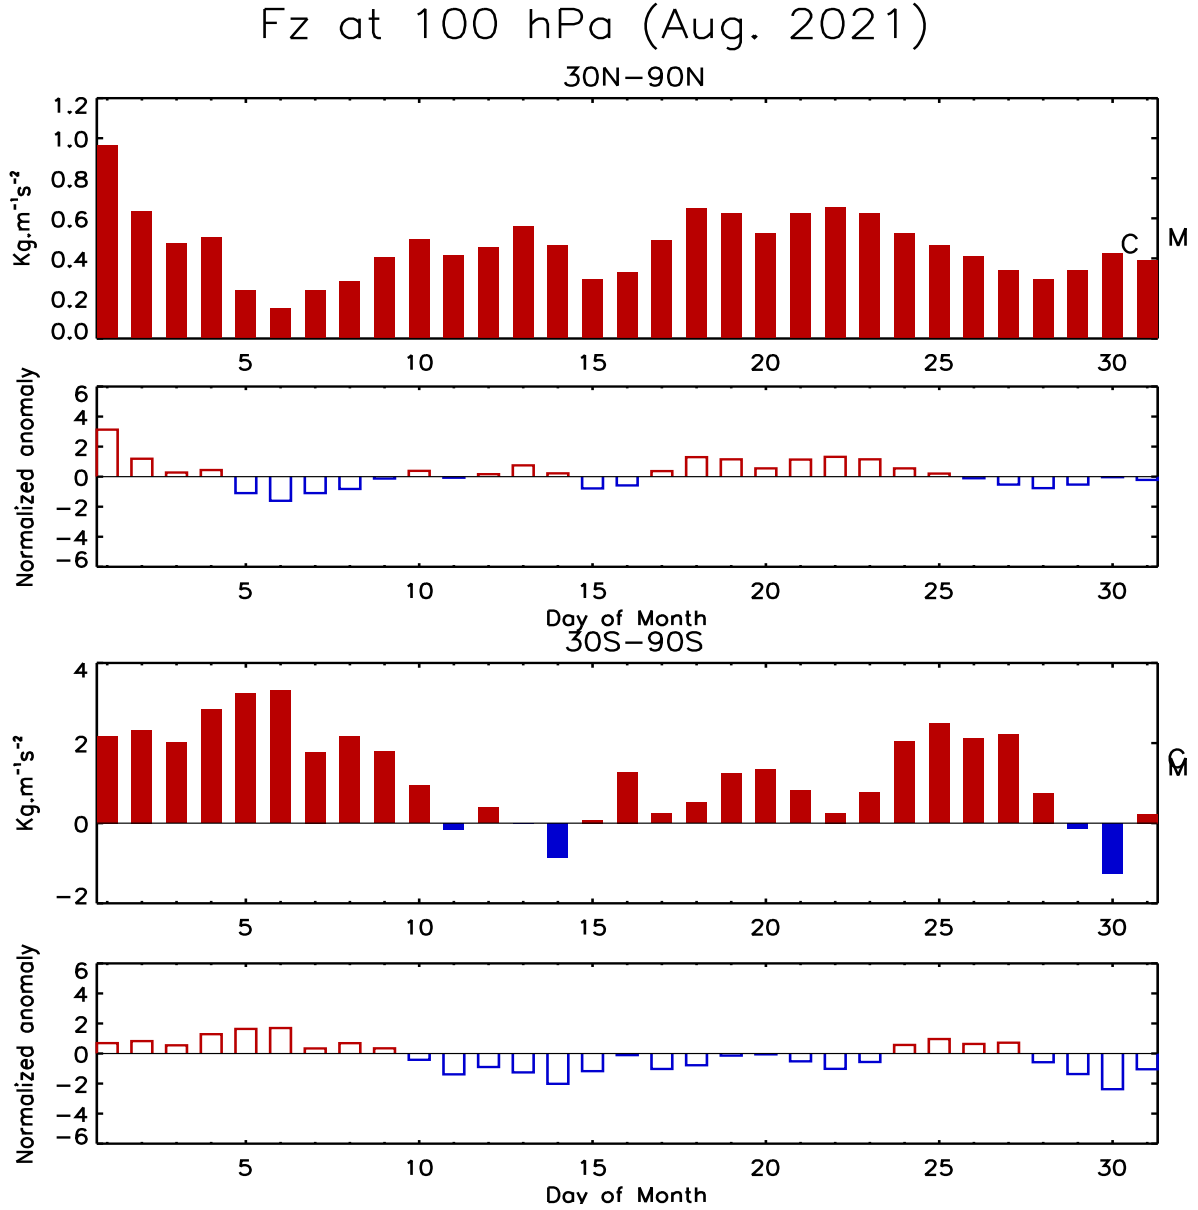 Fz at 100 hPa (Aug. 2021)
30N−90N
1.2
1.0
0.8
0.6
0.4
0.2
0.0
Kg.m⁻¹s⁻²
C
M
5 10 15 20 25 30
6
4
2
0
−2
−4
−6
Normalized anomaly
5 10 15 20 25 30
Day of Month
30S−90S
4
2
0
−2
Kg.m⁻¹s⁻²
C
M
5 10 15 20 25 30
6
4
2
0
−2
−4
−6
Normalized anomaly
5 10 15 20 25 30
Day of Month